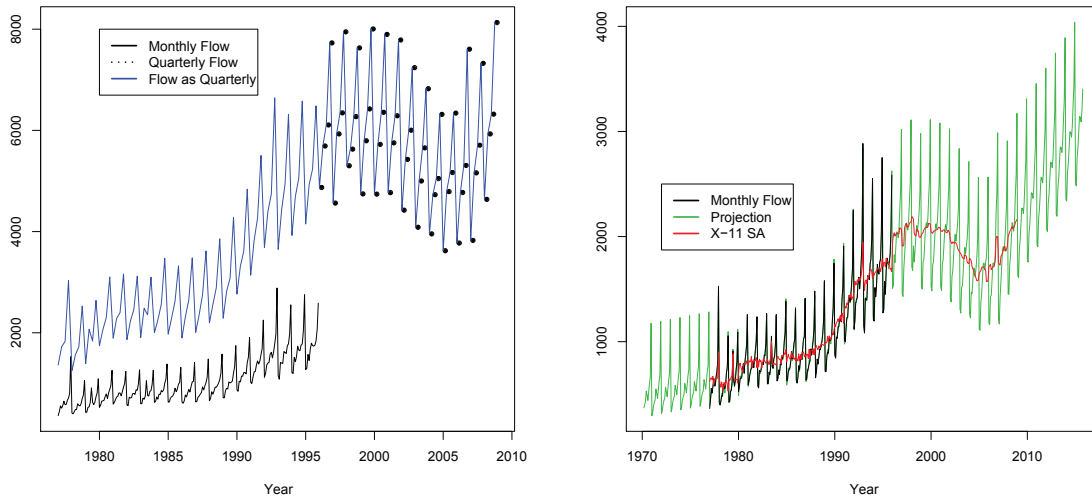 8000
6000
4000
2000
Monthly Flow
Quarterly Flow
Flow as Quarterly
1980 1985 1990 1995 2000 2005 2010
Year
4000
3000
2000
1000
Monthly Flow
Projection
X−11 SA
1970 1980 1990 2000 2010
Year